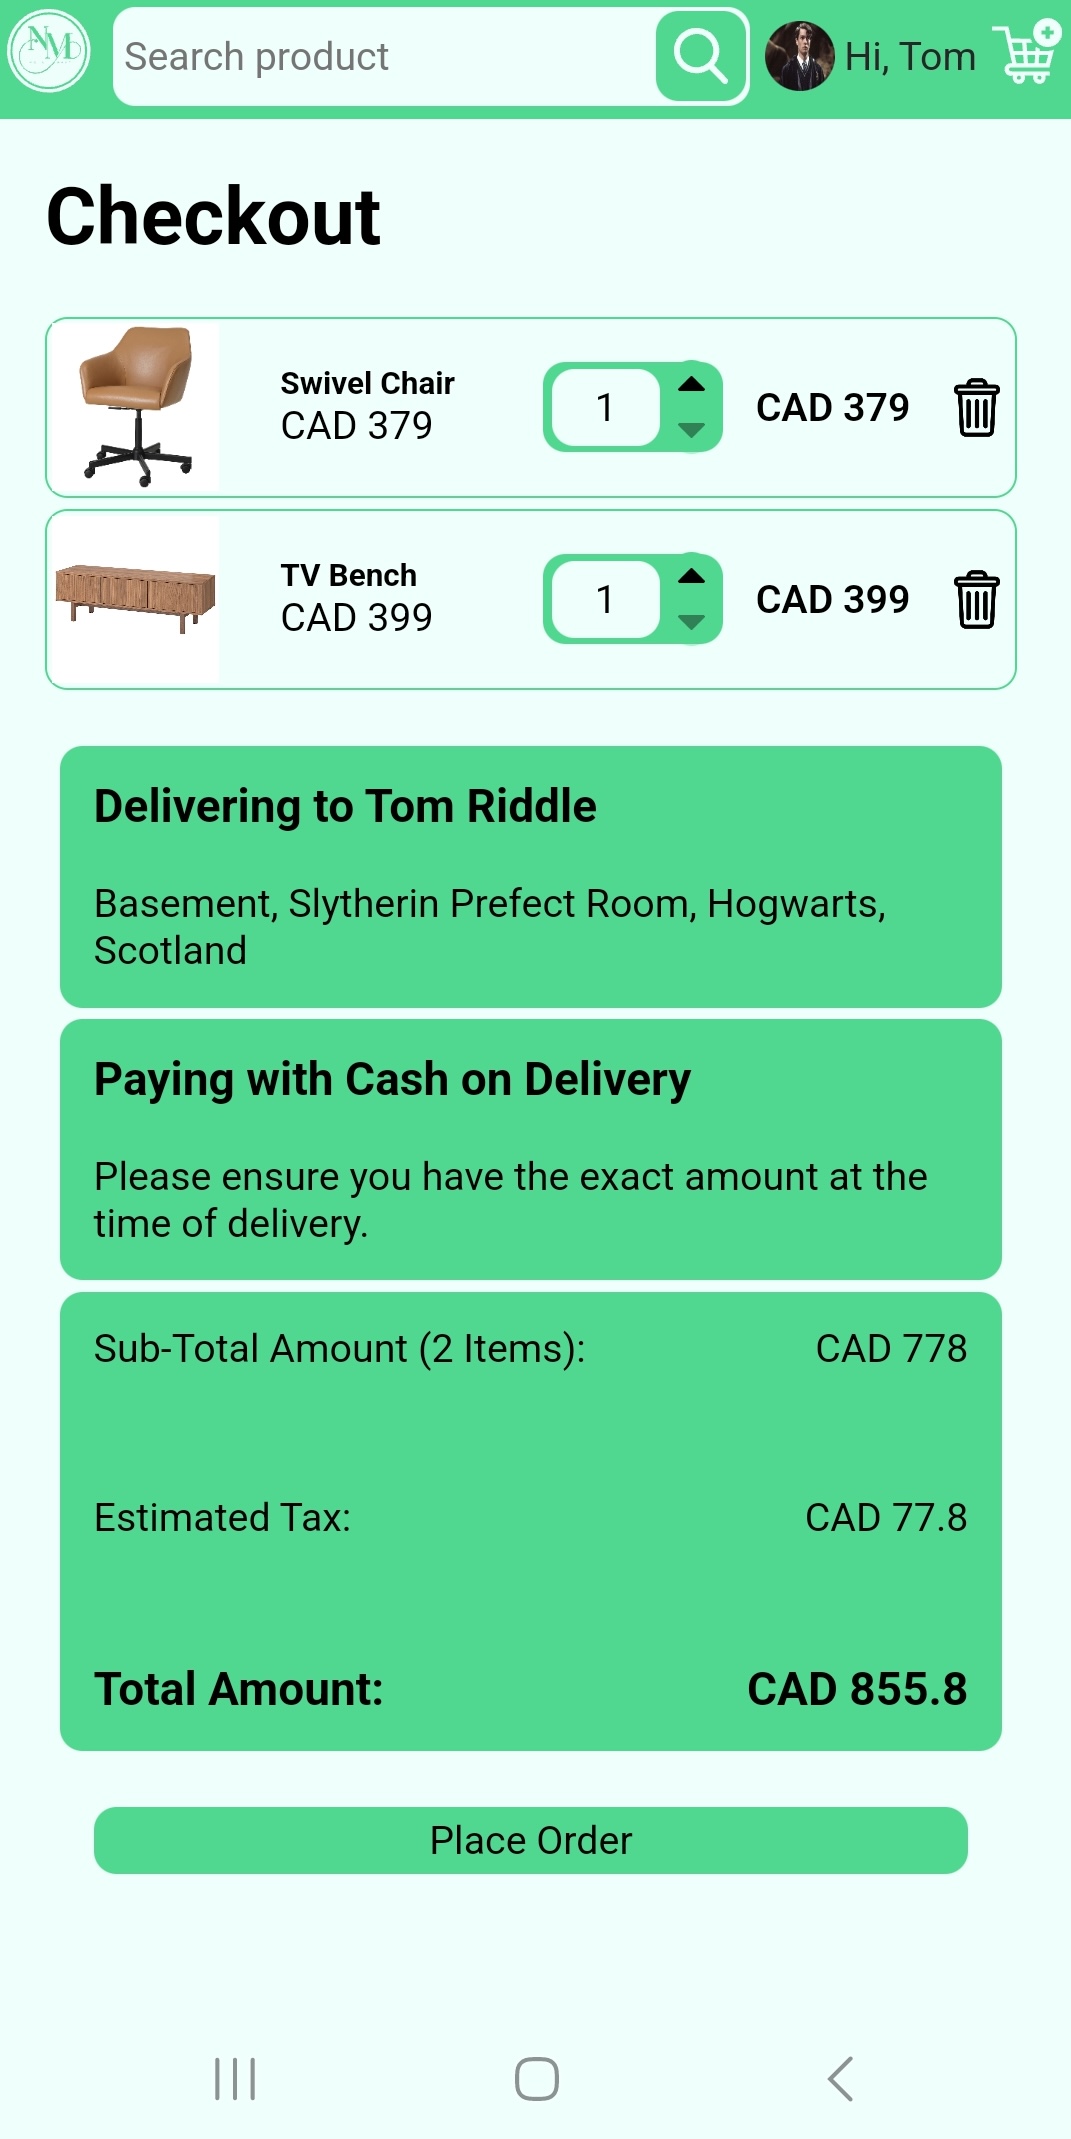 NM
Search product
Hi, Tom
Checkout
Swivel Chair
CAD 379
1
CAD 379
TV Bench
CAD 399
1
CAD 399
Delivering to Tom Riddle
Basement, Slytherin Prefect Room, Hogwarts,
Scotland
Paying with Cash on Delivery
Please ensure you have the exact amount at the
time of delivery.
Sub-Total Amount (2 Items): CAD 778
Estimated Tax: CAD 77.8
Total Amount: CAD 855.8
Place Order